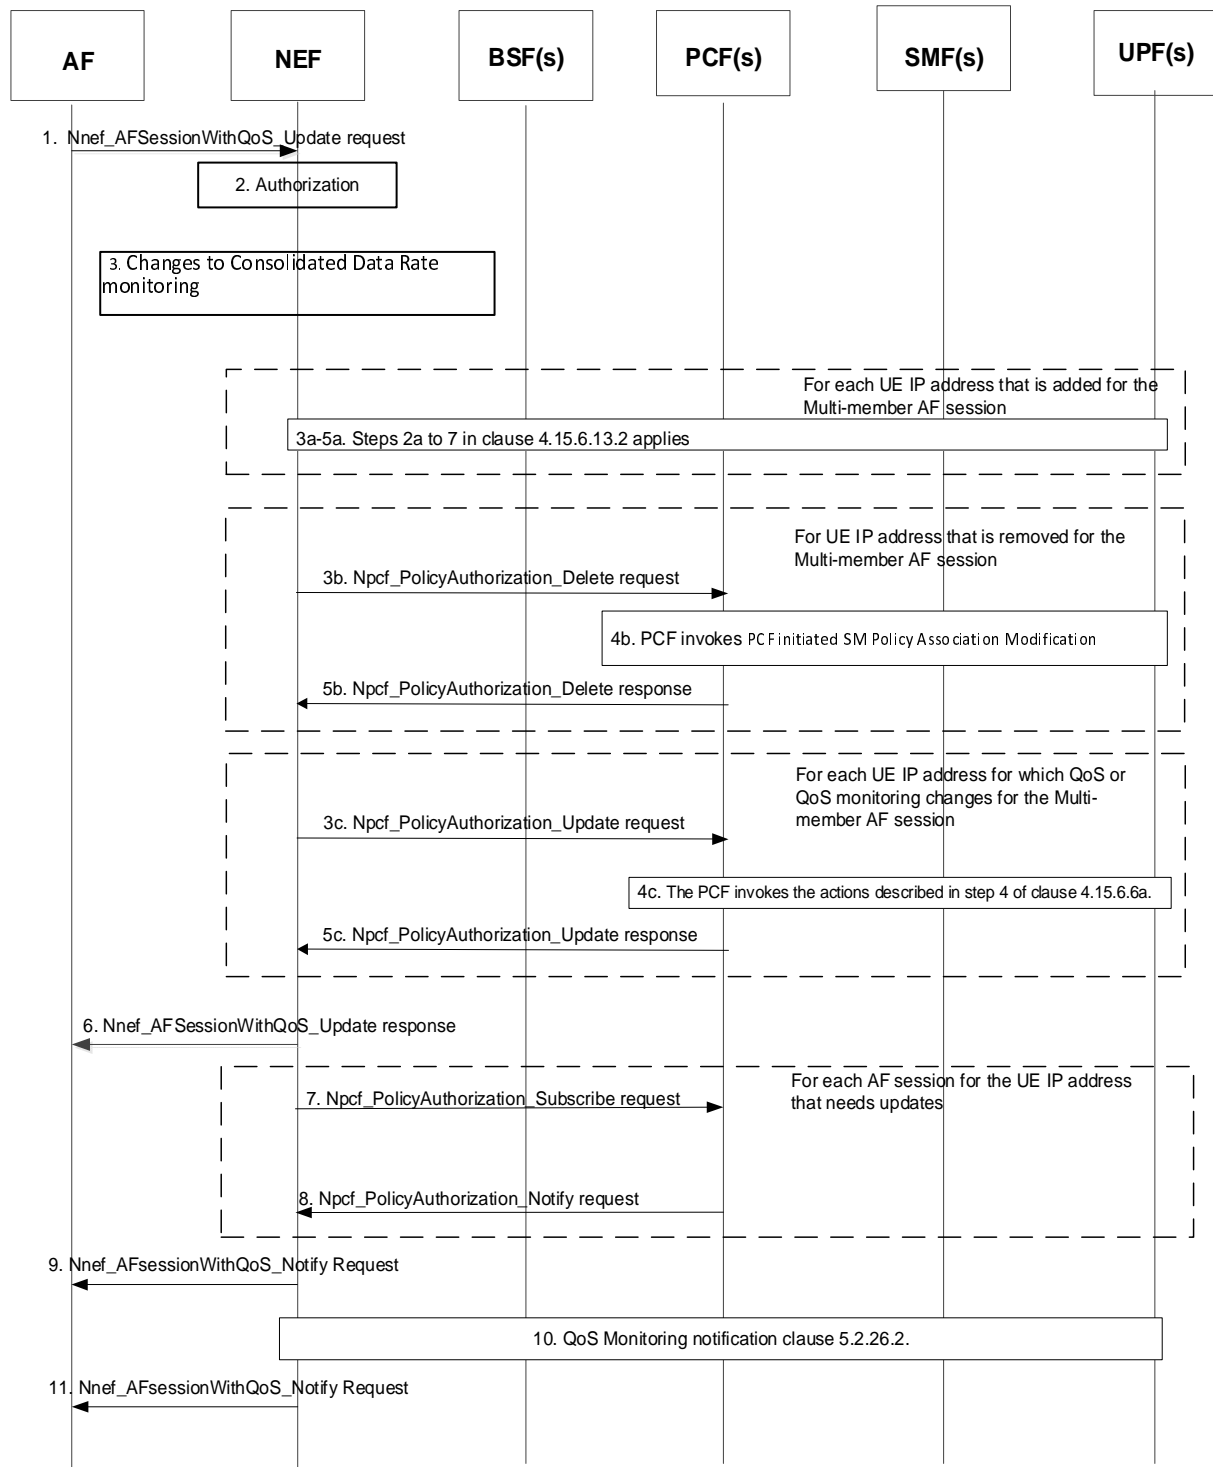 AF
NEF
BSF(s)
PCF(s)
SMF(s)
UPF(s)
1. Nnef_AFSessionWithQoS_Update request
2. Authorization
3. Changes to Consolidated Data Rate
monitoring
For each UE IP address that is added for the
Multi-member AF session
3a-5a. Steps 2a to 7 in clause 4.15.6.13.2 applies
For UE IP address that is removed for the
Multi-member AF session
3b. Npcf_PolicyAuthorization_Delete request
4b. PCF invokes PCF initiated SM Policy Association Modification
5b. Npcf_PolicyAuthorization_Delete response
For each UE IP address for which QoS or
QoS monitoring changes for the Multi-
member AF session
3c. Npcf_PolicyAuthorization_Update request
4c. The PCF invokes the actions described in step 4 of clause 4.15.6.6a.
5c. Npcf_PolicyAuthorization_Update response
6. Nnef_AFSessionWithQoS_Update response
For each AF session for the UE IP address
that needs updates
7. Npcf_PolicyAuthorization_Subscribe request
8. Npcf_PolicyAuthorization_Notify request
9. Nnef_AFsessionWithQoS_Notify Request
10. QoS Monitoring notification clause 5.2.26.2.
11. Nnef_AFsessionWithQoS_Notify Request